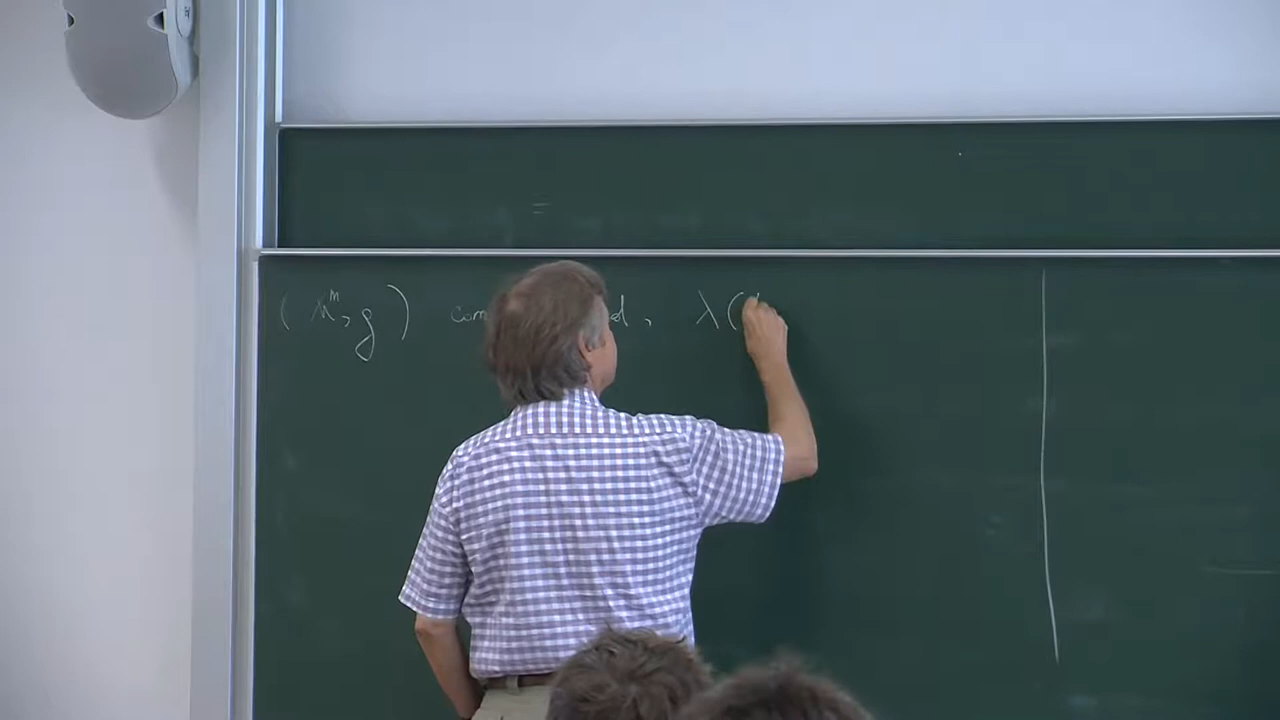 =
( M^m, g ) com d , λ (